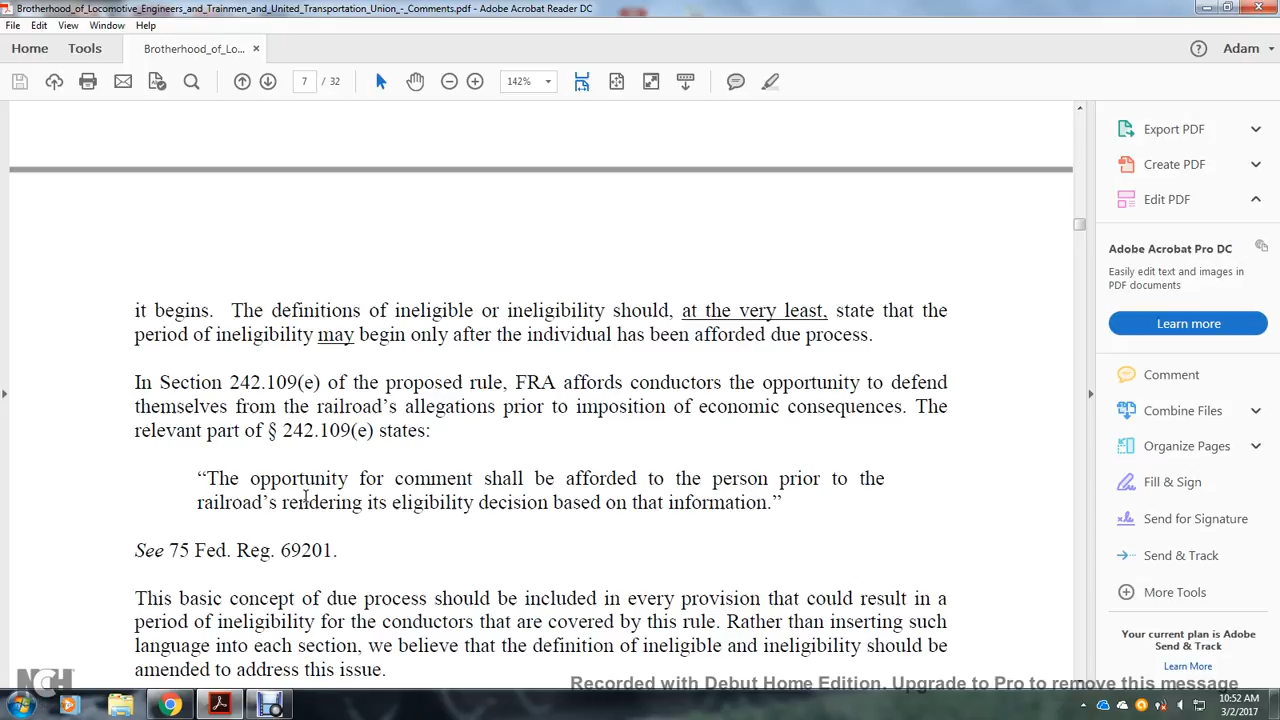 Brotherhood_of_Locomotive_Engineers_and_Trainmen_and_United_Transportation_Union_-_Comments.pdf - Adobe Acrobat Reader DC
File Edit View Window Help
Home Tools Brotherhood_of_Lo... × Adam
7 / 32 142%
it begins. The definitions of ineligible or ineligibility should, at the very least, state that the
period of ineligibility may begin only after the individual has been afforded due process.
In Section 242.109(e) of the proposed rule, FRA affords conductors the opportunity to defend
themselves from the railroad’s allegations prior to imposition of economic consequences. The
relevant part of § 242.109(e) states:
“The opportunity for comment shall be afforded to the person prior to the
railroad’s rendering its eligibility decision based on that information.”
See 75 Fed. Reg. 69201.
This basic concept of due process should be included in every provision that could result in a
period of ineligibility for the conductors that are covered by this rule. Rather than inserting such
language into each section, we believe that the definition of ineligible and ineligibility should be
amended to address this issue.
Export PDF
Create PDF
Edit PDF
Adobe Acrobat Pro DC
Easily edit text and images in
PDF documents
Learn more
Comment
Combine Files
Organize Pages
Fill & Sign
Send for Signature
Send & Track
More Tools
Your current plan is Adobe
Send & Track
Learn More
NCH
Recorded with Debut Home Edition. Upgrade to Pro to remove this message
10:52 AM
3/2/2017